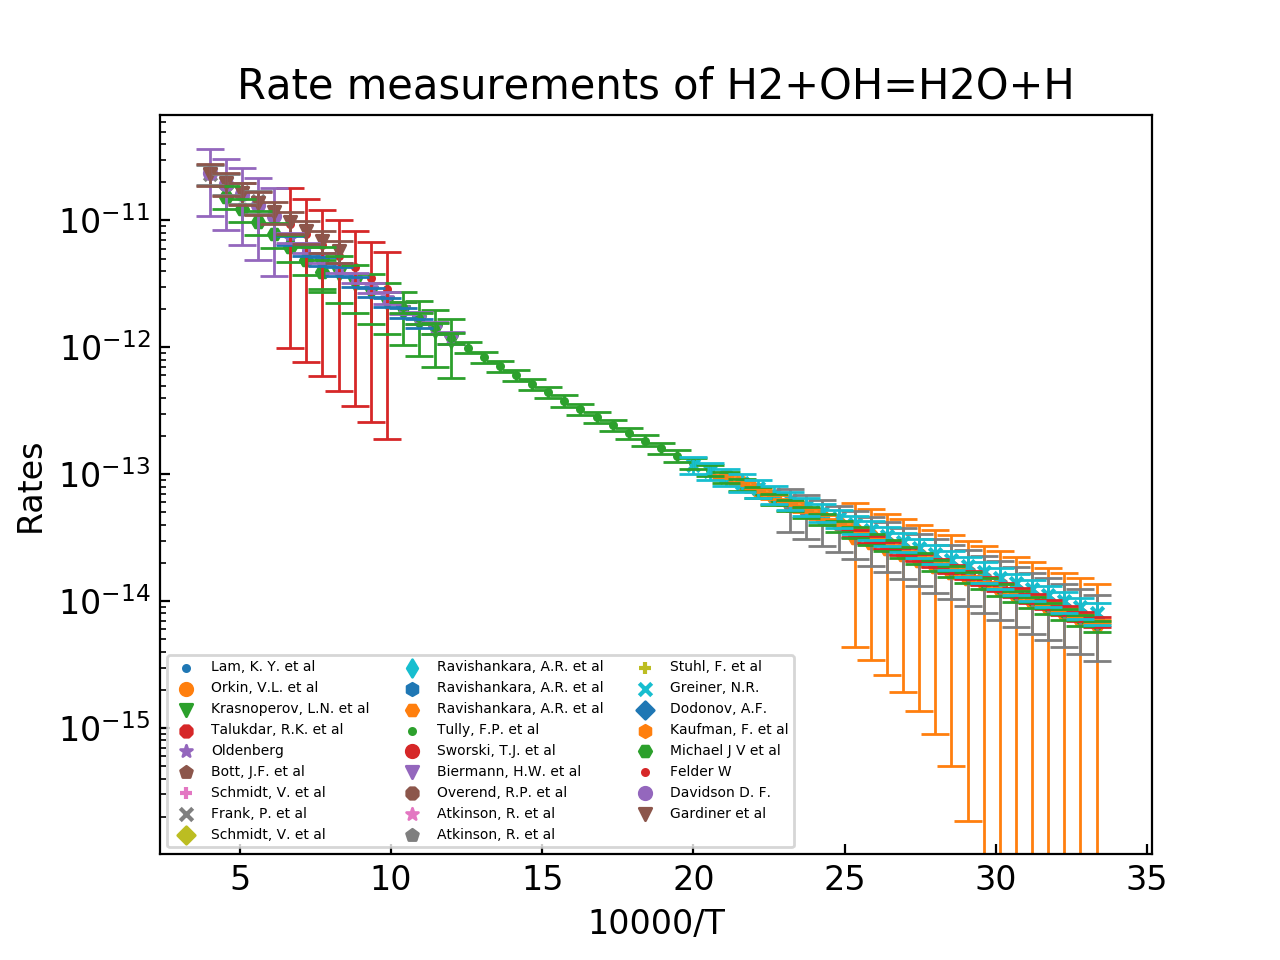 Rate measurements of H2+OH=H2O+H
Rates
10⁻¹¹
10⁻¹²
10⁻¹³
10⁻¹⁴
10⁻¹⁵
Lam, K. Y. et al
Orkin, V.L. et al
Krasnoperov, L.N. et al
Talukdar, R.K. et al
Oldenberg
Bott, J.F. et al
Schmidt, V. et al
Frank, P. et al
Schmidt, V. et al
Ravishankara, A.R. et al
Ravishankara, A.R. et al
Ravishankara, A.R. et al
Tully, F.P. et al
Sworski, T.J. et al
Biermann, H.W. et al
Overend, R.P. et al
Atkinson, R. et al
Atkinson, R. et al
Stuhl, F. et al
Greiner, N.R.
Dodonov, A.F.
Kaufman, F. et al
Michael J V et al
Felder W
Davidson D. F.
Gardiner et al
5 10 15 20 25 30 35
10000/T